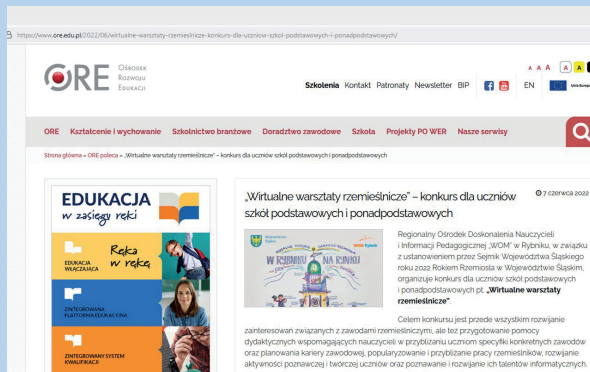 https://www.ore.edu.pl/2022/06/wirtualne-warsztaty-rzemieslnicze-konkurs-dla-uczniow-szkol-podstawowych-i-ponadpodstawowych/
ORE
Ośrodek
Rozwoju
Edukacji
A A A A A
Szkolenia Kontakt Patronaty Newsletter BIP EN
ORE Kształcenie i wychowanie Szkolnictwo branżowe Doradztwo zawodowe Szkoła Projekty PO WER Nasze serwisy
Strona główna » ORE poleca » „Wirtualne warsztaty rzemieślnicze” – konkurs dla uczniów szkół podstawowych i ponadpodstawowych
EDUKACJA
w zasięgu ręki
EDUKACJA
WŁĄCZAJĄCA
Ręka
w rękę
ZINTEGROWANA
PLATFORMA EDUKACYJNA
ZINTEGROWANY SYSTEM
KWALIFIKACJI
„Wirtualne warsztaty rzemieślnicze” – konkurs dla uczniów
szkół podstawowych i ponadpodstawowych
7 czerwca 2022
W RYBNIKU NA RYNKU
Regionalny Ośrodek Doskonalenia Nauczycieli
i Informacji Pedagogicznej „WOM” w Rybniku, w związku
z ustanowieniem przez Sejmik Województwa Śląskiego
roku 2022 Rokiem Rzemiosła w Województwie Śląskim,
organizuje konkurs dla uczniów szkół podstawowych
i ponadpodstawowych pt. „Wirtualne warsztaty
rzemieślnicze”.
Celem konkursu jest przede wszystkim rozwijanie
zainteresowań związanych z zawodami rzemieślniczymi, ale też przygotowanie pomocy
dydaktycznych wspomagających nauczycieli w przybliżaniu uczniom specyfiki konkretnych zawodów
oraz planowania kariery zawodowej, popularyzowanie i przybliżanie pracy rzemieślników, rozwijanie
aktywności poznawczej i twórczej uczniów oraz poznawanie i rozwijanie ich talentów informatycznych.